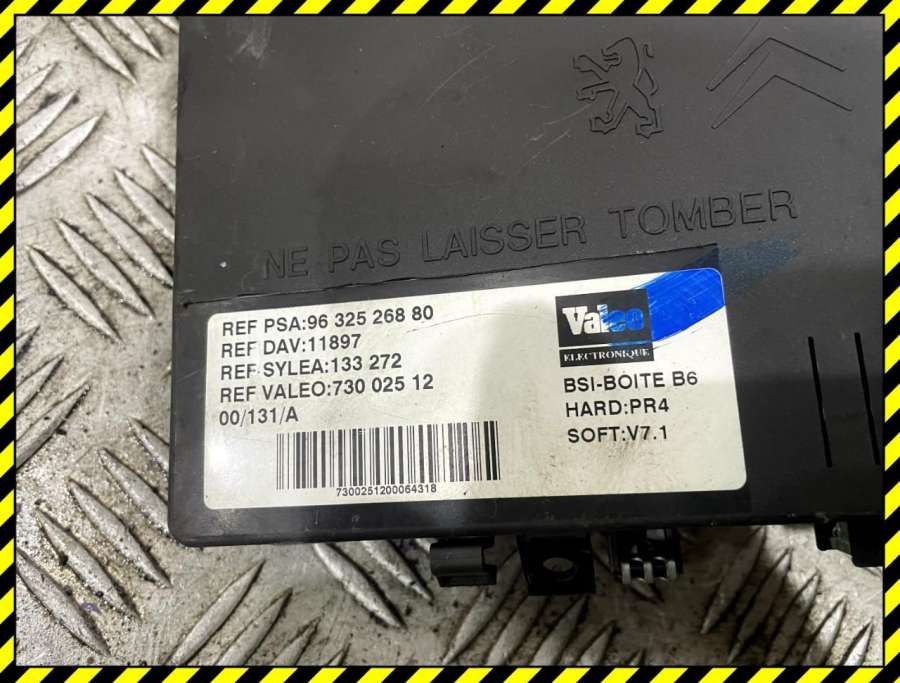 NE PAS LAISSER TOMBER
REF PSA:96 325 268 80
REF DAV:11897
REF SYLEA:133 272
REF VALEO:730 025 12
00/131/A
7300251200064318
Valeo
ELECTRONIQUE
BSI-BOITE B6
HARD:PR4
SOFT:V7.1